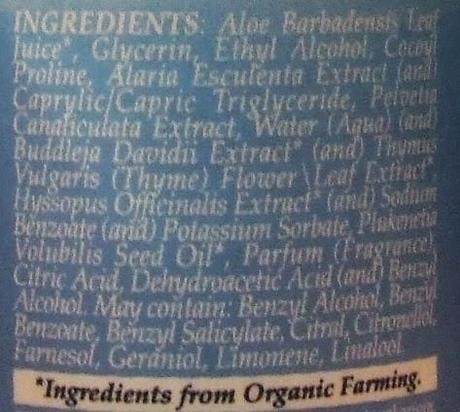 INGREDIENTS: Aloe Barbadensis Leaf
Juice*, Glycerin, Ethyl Alcohol, Cocoyl
Proline, Alaria Esculenta Extract (and)
Caprylic/Capric Triglyceride, Pelvetia
Canaliculata Extract, Water (Aqua) (and)
Buddleja Davidii Extract* (and) Thymus
Vulgaris (Thyme) Flower\Leaf Extract*,
Hyssopus Officinalis Extract* (and) Sodium
Benzoate (and) Potassium Sorbate, Plukenetia
Volubilis Seed Oil*, Parfum (Fragrance),
Citric Acid, Dehydroacetic Acid (and) Benzyl
Alcohol. May contain: Benzyl Alcohol, Benzyl
Benzoate, Benzyl Salicylate, Citral, Citronellol,
Farnesol, Geraniol, Limonene, Linalool.
*Ingredients from Organic Farming.